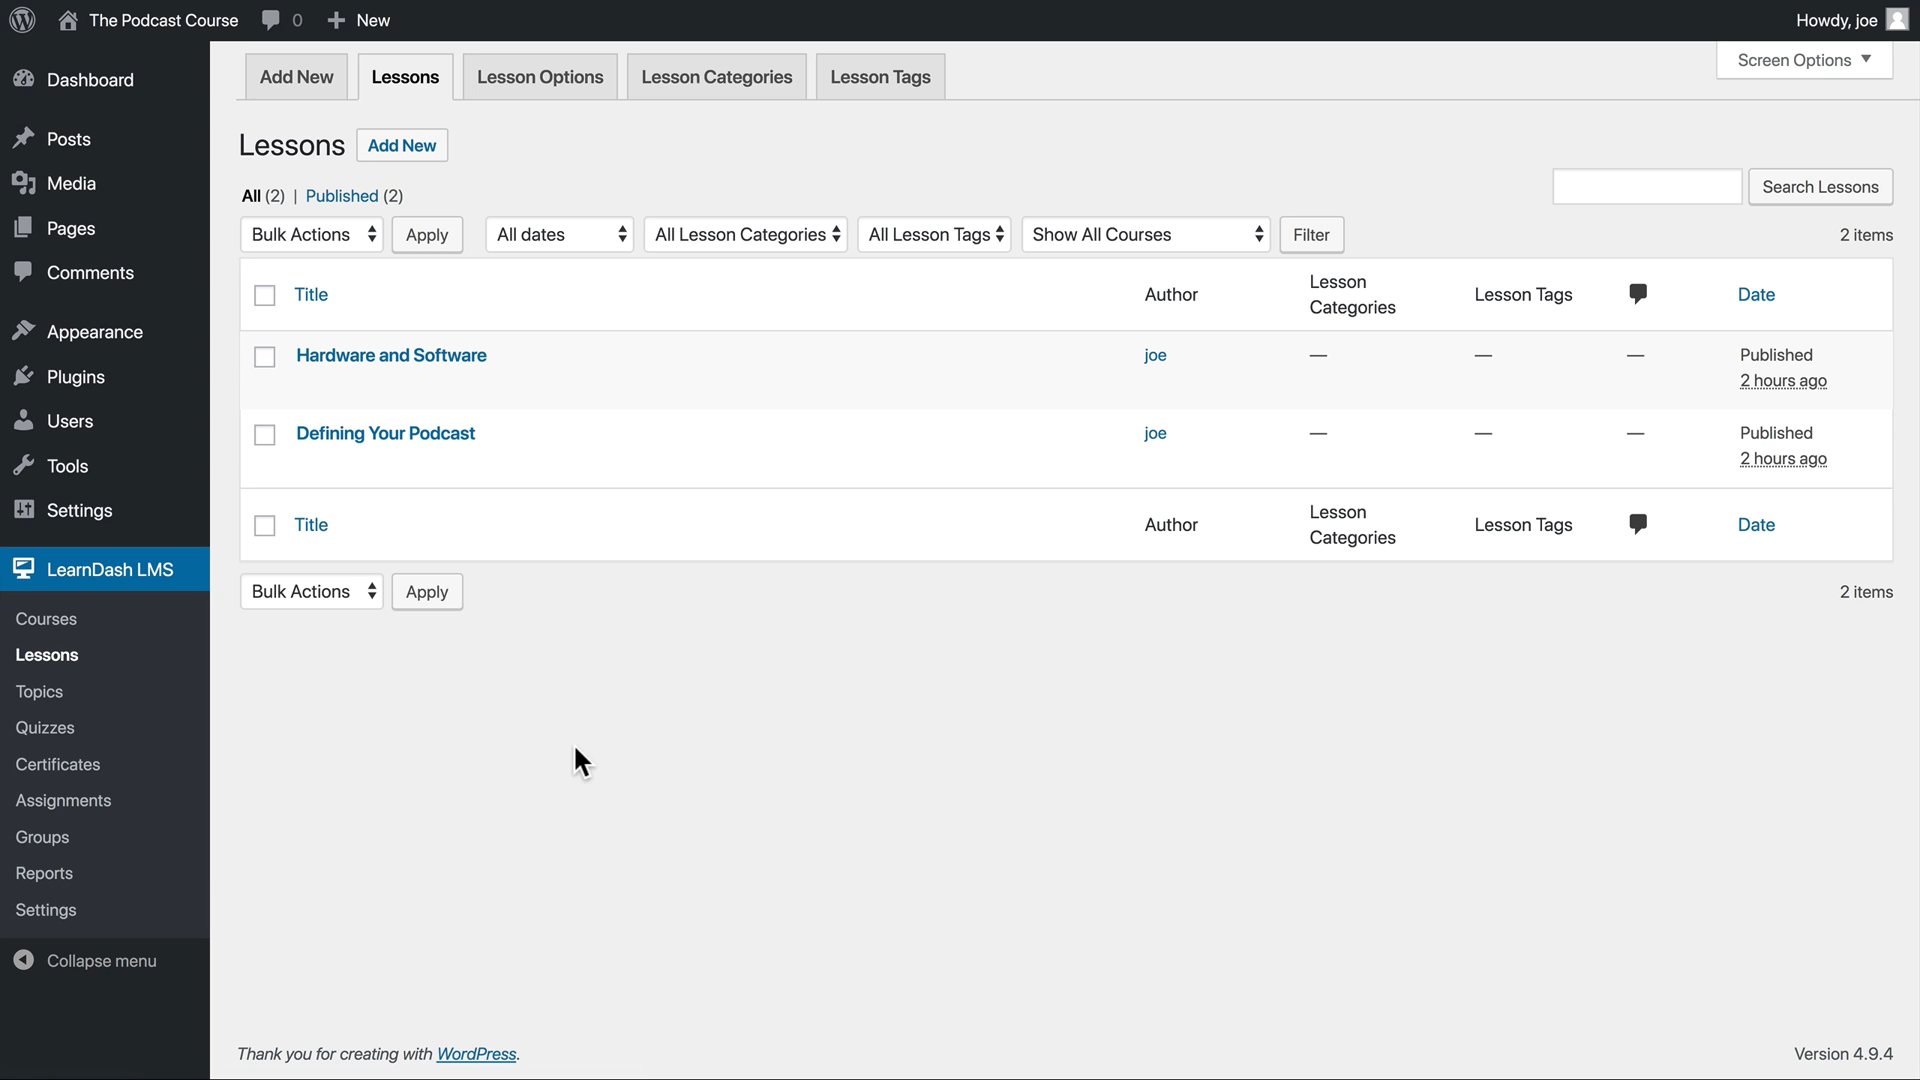 The Podcast Course 0 New Howdy, joe
Dashboard
Posts
Media
Pages
Comments
Appearance
Plugins
Users
Tools
Settings
LearnDash LMS
Courses
Lessons
Topics
Quizzes
Certificates
Assignments
Groups
Reports
Settings
Collapse menu
Add New Lessons Lesson Options Lesson Categories Lesson Tags Screen Options
Lessons Add New
All (2) | Published (2) Search Lessons
Bulk Actions Apply All dates All Lesson Categories All Lesson Tags Show All Courses Filter 2 items
Title Author Lesson Categories Lesson Tags Date
Hardware and Software joe — — — Published
2 hours ago
Defining Your Podcast joe — — — Published
2 hours ago
Title Author Lesson Categories Lesson Tags Date
Bulk Actions Apply 2 items
Thank you for creating with WordPress. Version 4.9.4